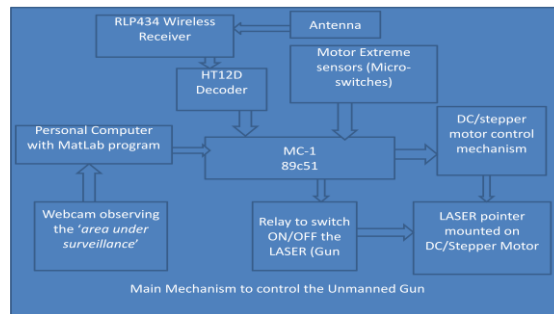 RLP434 Wireless
Receiver
Antenna
Motor Extreme
sensors (Micro-
switches)
HT12D
Decoder
Personal Computer
with MatLab program
MC-1
89c51
DC/stepper
motor control
mechanism
Webcam observing
the ‘area under
surveillance’
Relay to switch
ON/OFF the
LASER (Gun
LASER pointer
mounted on
DC/Stepper Motor
Main Mechanism to control the Unmanned Gun